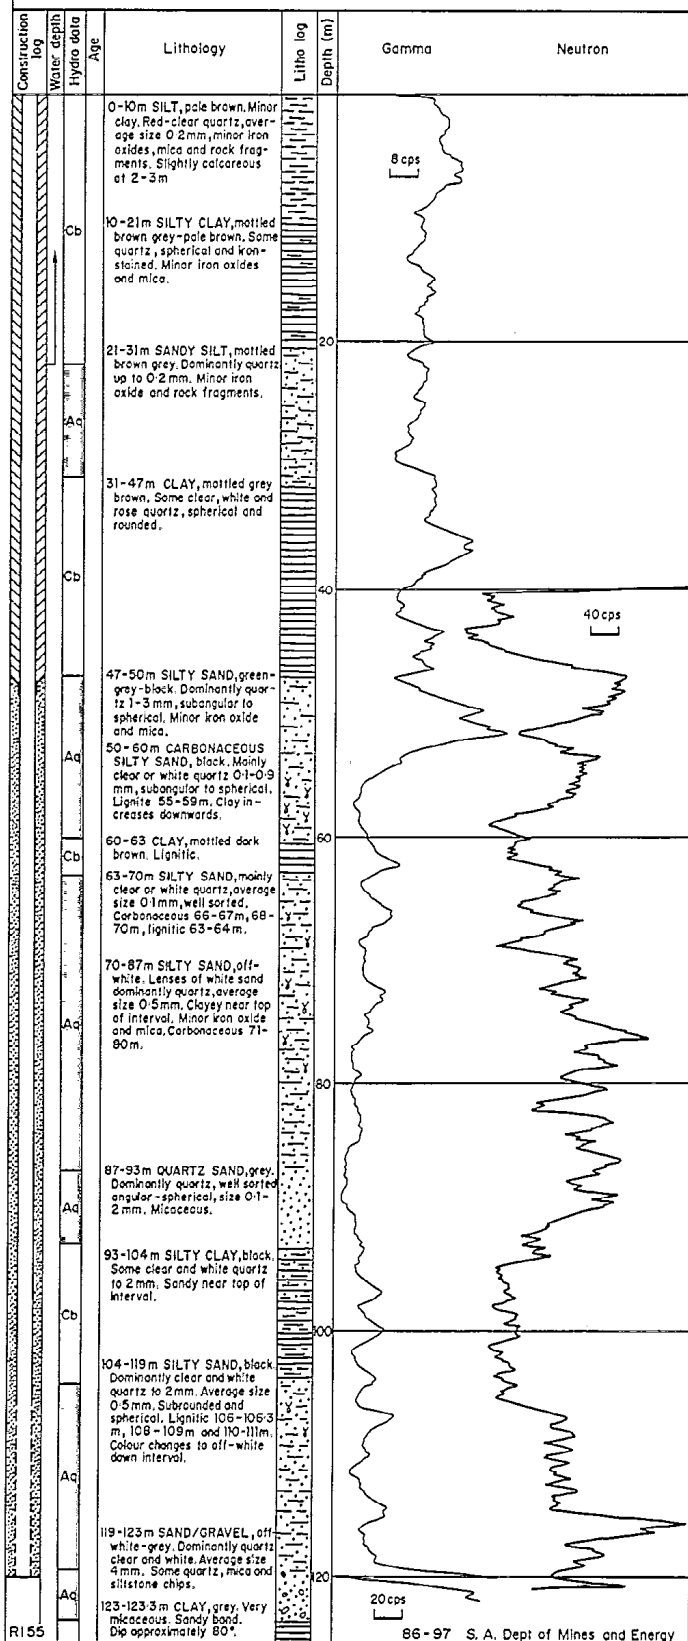 Construction log
Water depth
Hydro data
Age
Lithology
Litho log
Depth (m)
Gamma
Neutron
0-10m SILT, pale brown. Minor
clay. Red-clear quartz, aver-
age size 0·2mm, minor iron
oxides, mica and rock frag-
ments. Slightly calcareous
at 2-3m
8 cps
Cb
10-21m SILTY CLAY, mottled
brown grey-pale brown. Some
quartz, spherical and iron-
stained. Minor iron oxides
and mica.
20
21-31m SANDY SILT, mottled
brown grey. Dominantly quartz
up to 0·2mm. Minor iron
oxide and rock fragments.
Aq
31-47m CLAY, mottled grey
brown. Some clear, white and
rose quartz, spherical and
rounded.
Cb
40
40 cps
47-50m SILTY SAND, green-
grey-black. Dominantly quar-
tz 1-3mm, subangular to
spherical. Minor iron oxide
and mica.
Aq
50-60m CARBONACEOUS
SILTY SAND, black. Mainly
clear or white quartz 0·1-0·9
mm, subangular to spherical.
Lignite 55-59m. Clay in-
creases downwards.
60
Cb
60-63 CLAY, mottled dark
brown. Lignitic.
63-70m SILTY SAND, mainly
clear or white quartz, average
size 0·1mm, well sorted.
Carbonaceous 66-67m, 68-
70m, lignitic 63-64m.
Aq
70-87m SILTY SAND, off-
white. Lenses of white sand
dominantly quartz, average
size 0·5mm. Clayey near top
of interval. Minor iron oxide
and mica. Carbonaceous 71-
80m.
80
87-93m QUARTZ SAND, grey.
Dominantly quartz, well sorted
angular-spherical, size 0·1-
2mm. Micaceous.
Aq
93-104m SILTY CLAY, black.
Some clear and white quartz
to 2mm. Sandy near top of
interval.
Cb
100
104-119m SILTY SAND, black.
Dominantly clear and white
quartz to 2mm. Average size
0·5mm. Subrounded and
spherical. Lignitic 106-106·3
m, 108-109m and 110-111m.
Colour changes to off-white
down interval.
Aq
119-123m SAND/GRAVEL, off
white-grey. Dominantly quartz
clear and white. Average size
4mm. Some quartz, mica and
siltstone chips.
120
20 cps
Aq
123-123·3m CLAY, grey. Very
micaceous. Sandy band.
Dip approximately 80°.
R155
86-97 S.A. Dept of Mines and Energy